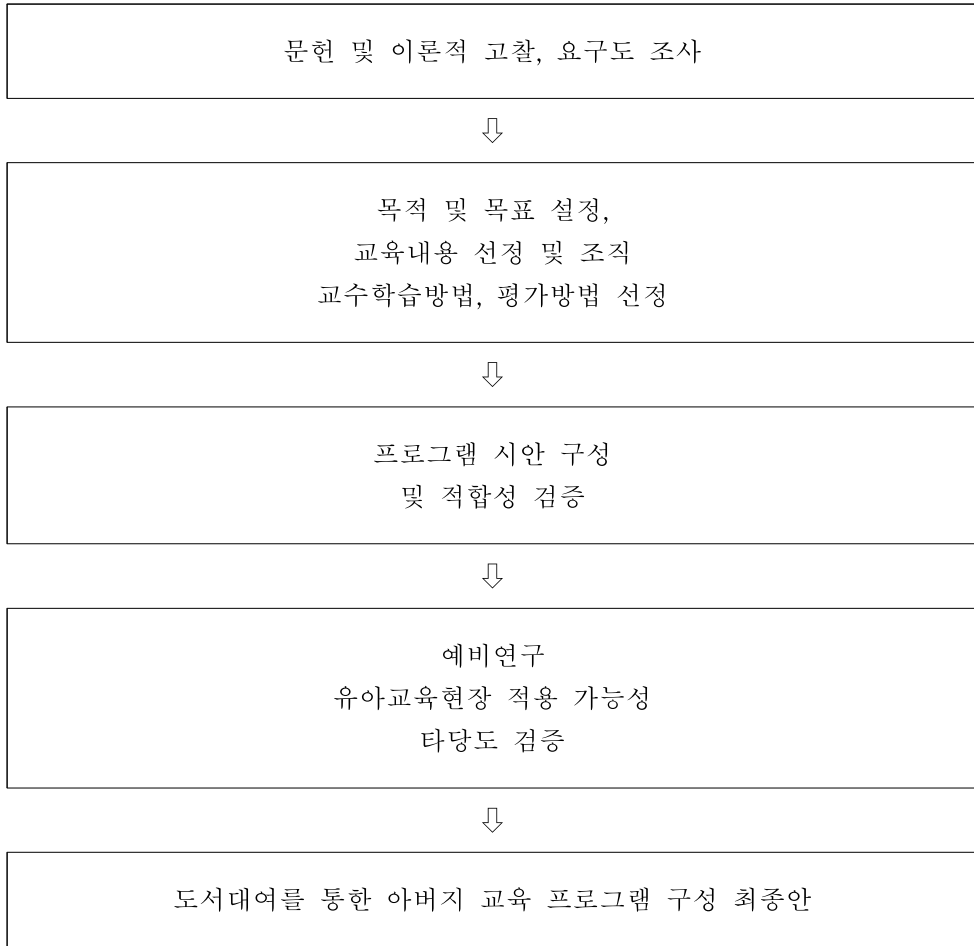 문헌 및 이론적 고찰, 요구도 조사
⇩
목적 및 목표 설정,
교육내용 선정 및 조직
교수학습방법, 평가방법 선정
⇩
프로그램 시안 구성
및 적합성 검증
⇩
예비연구
유아교육현장 적용 가능성
타당도 검증
⇩
도서대여를 통한 아버지 교육 프로그램 구성 최종안